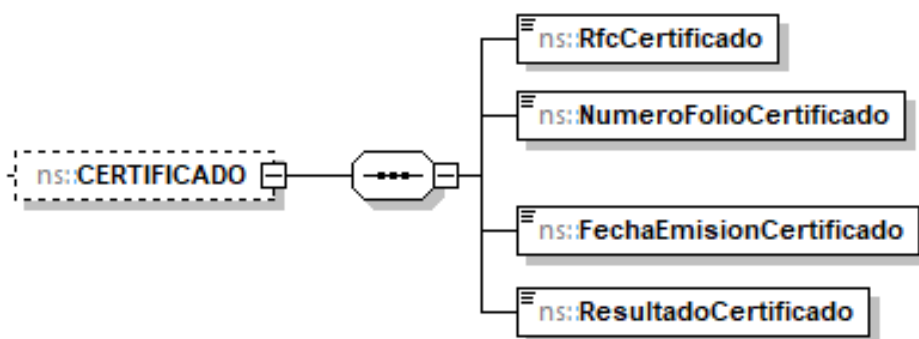 ns::RfcCertificado
ns::NumeroFolioCertificado
ns::CERTIFICADO
ns::FechaEmisionCertificado
ns::ResultadoCertificado